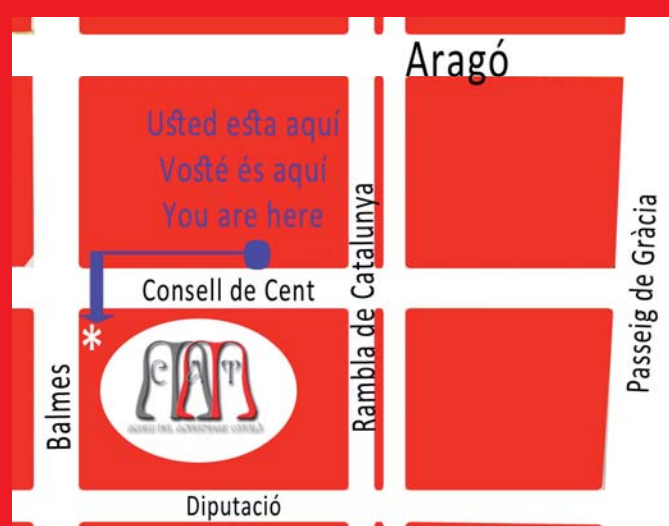 Aragó
Usted esta aquí
Vosté és aquí
You are here
Rambla de Catalunya
Passeig de Gràcia
Consell de Cent
*
CAM
Balmes
Diputació